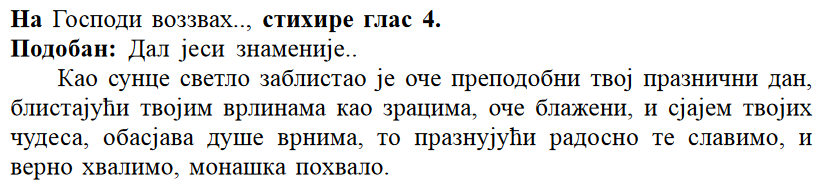 На Господи воззвах.., стихире глас 4.
Подобан: Дал јеси знаменије..
Као сунце светло заблистао је оче преподобни твој празнични дан,
блистајући твојим врлинама као зрацима, оче блажени, и сјајем твојих
чудеса, обасјава душе врнима, то празнујући радосно те славимо, и
верно хвалимо, монашка похвало.